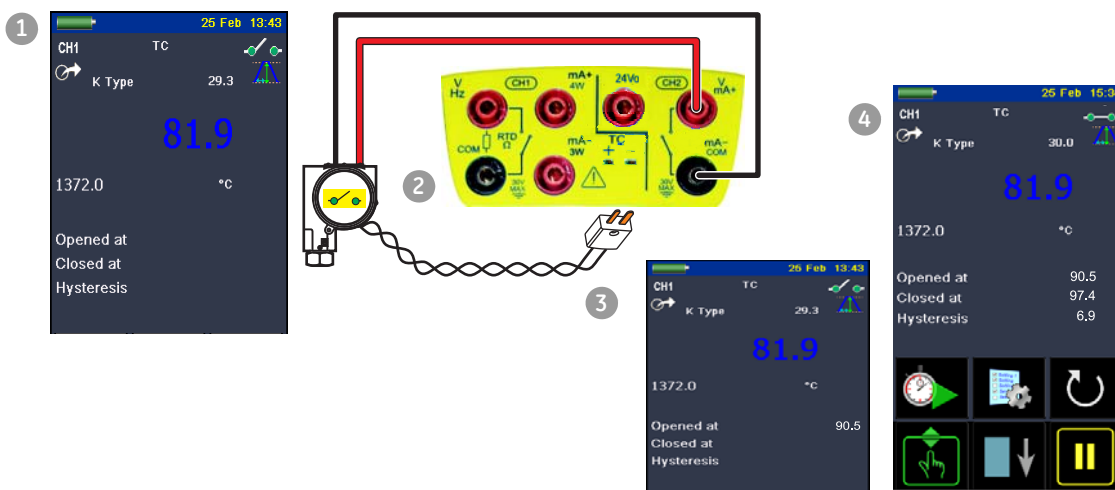 1
25 Feb 13:43
CH1 TC
K Type 29.3
81.9
1372.0 °C
Opened at
Closed at
Hysteresis
2
V Hz CH1 mA+ 4W 24Vo CH2 V mA+
COM RTD Ω mA- 3W TC mA- COM
+ -
30V MAX 30V MAX
3
25 Feb 13:43
CH1 TC
K Type 29.3
81.9
1372.0 °C
Opened at 90.5
Closed at
Hysteresis
4
25 Feb 15:3
CH1 TC
K Type 30.0
81.9
1372.0 °C
Opened at 90.5
Closed at 97.4
Hysteresis 6.9